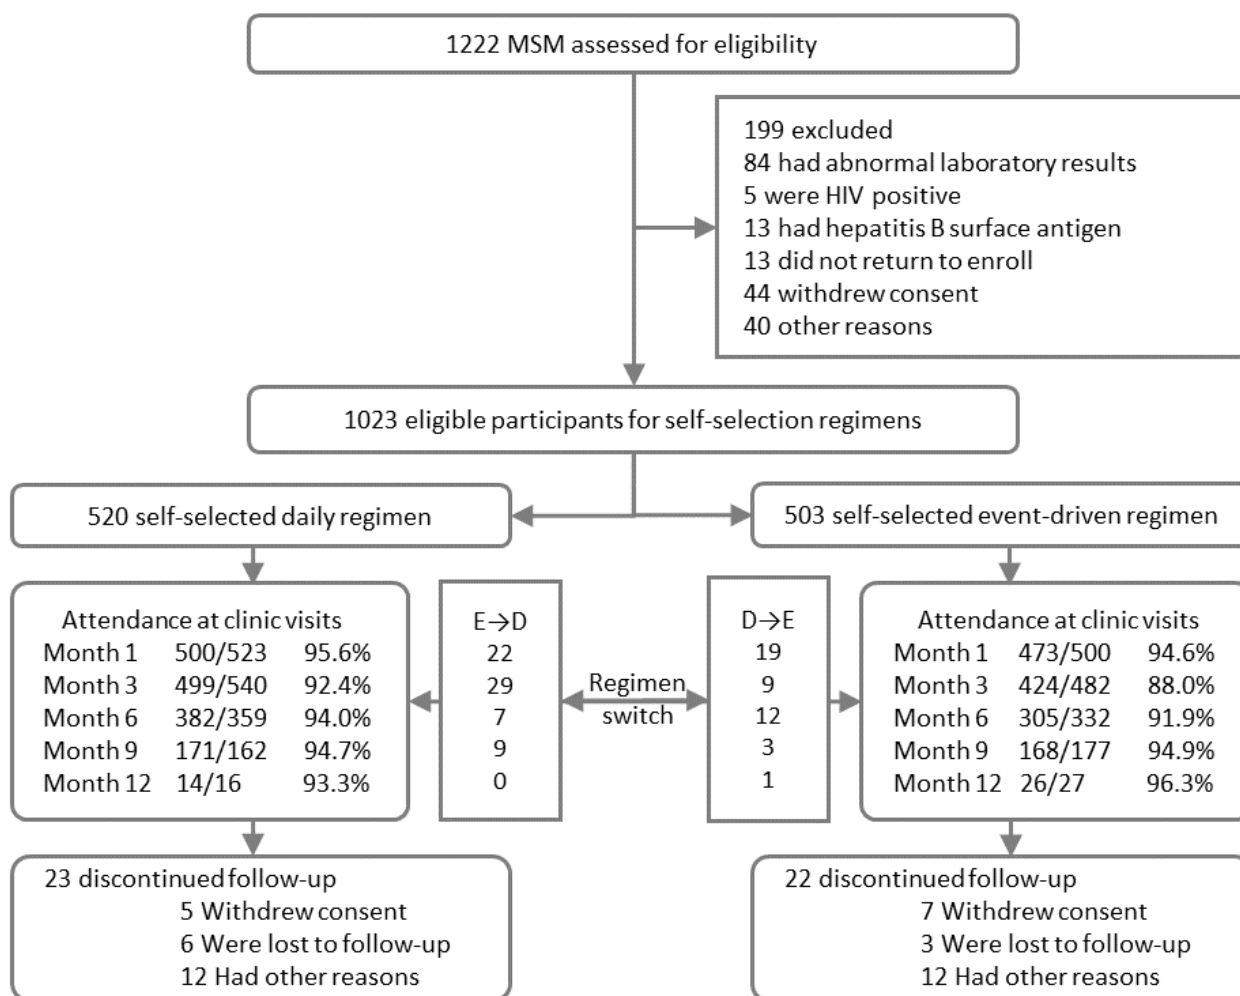 1222 MSM assessed for eligibility
199 excluded
84 had abnormal laboratory results
5 were HIV positive
13 had hepatitis B surface antigen
13 did not return to enroll
44 withdrew consent
40 other reasons
1023 eligible participants for self-selection regimens
520 self-selected daily regimen
503 self-selected event-driven regimen
Attendance at clinic visits
Month 1 500/523 95.6%
Month 3 499/540 92.4%
Month 6 382/359 94.0%
Month 9 171/162 94.7%
Month 12 14/16 93.3%
E→D
22
29
7
9
0
Regimen
switch
D→E
19
9
12
3
1
Attendance at clinic visits
Month 1 473/500 94.6%
Month 3 424/482 88.0%
Month 6 305/332 91.9%
Month 9 168/177 94.9%
Month 12 26/27 96.3%
23 discontinued follow-up
5 Withdrew consent
6 Were lost to follow-up
12 Had other reasons
22 discontinued follow-up
7 Withdrew consent
3 Were lost to follow-up
12 Had other reasons